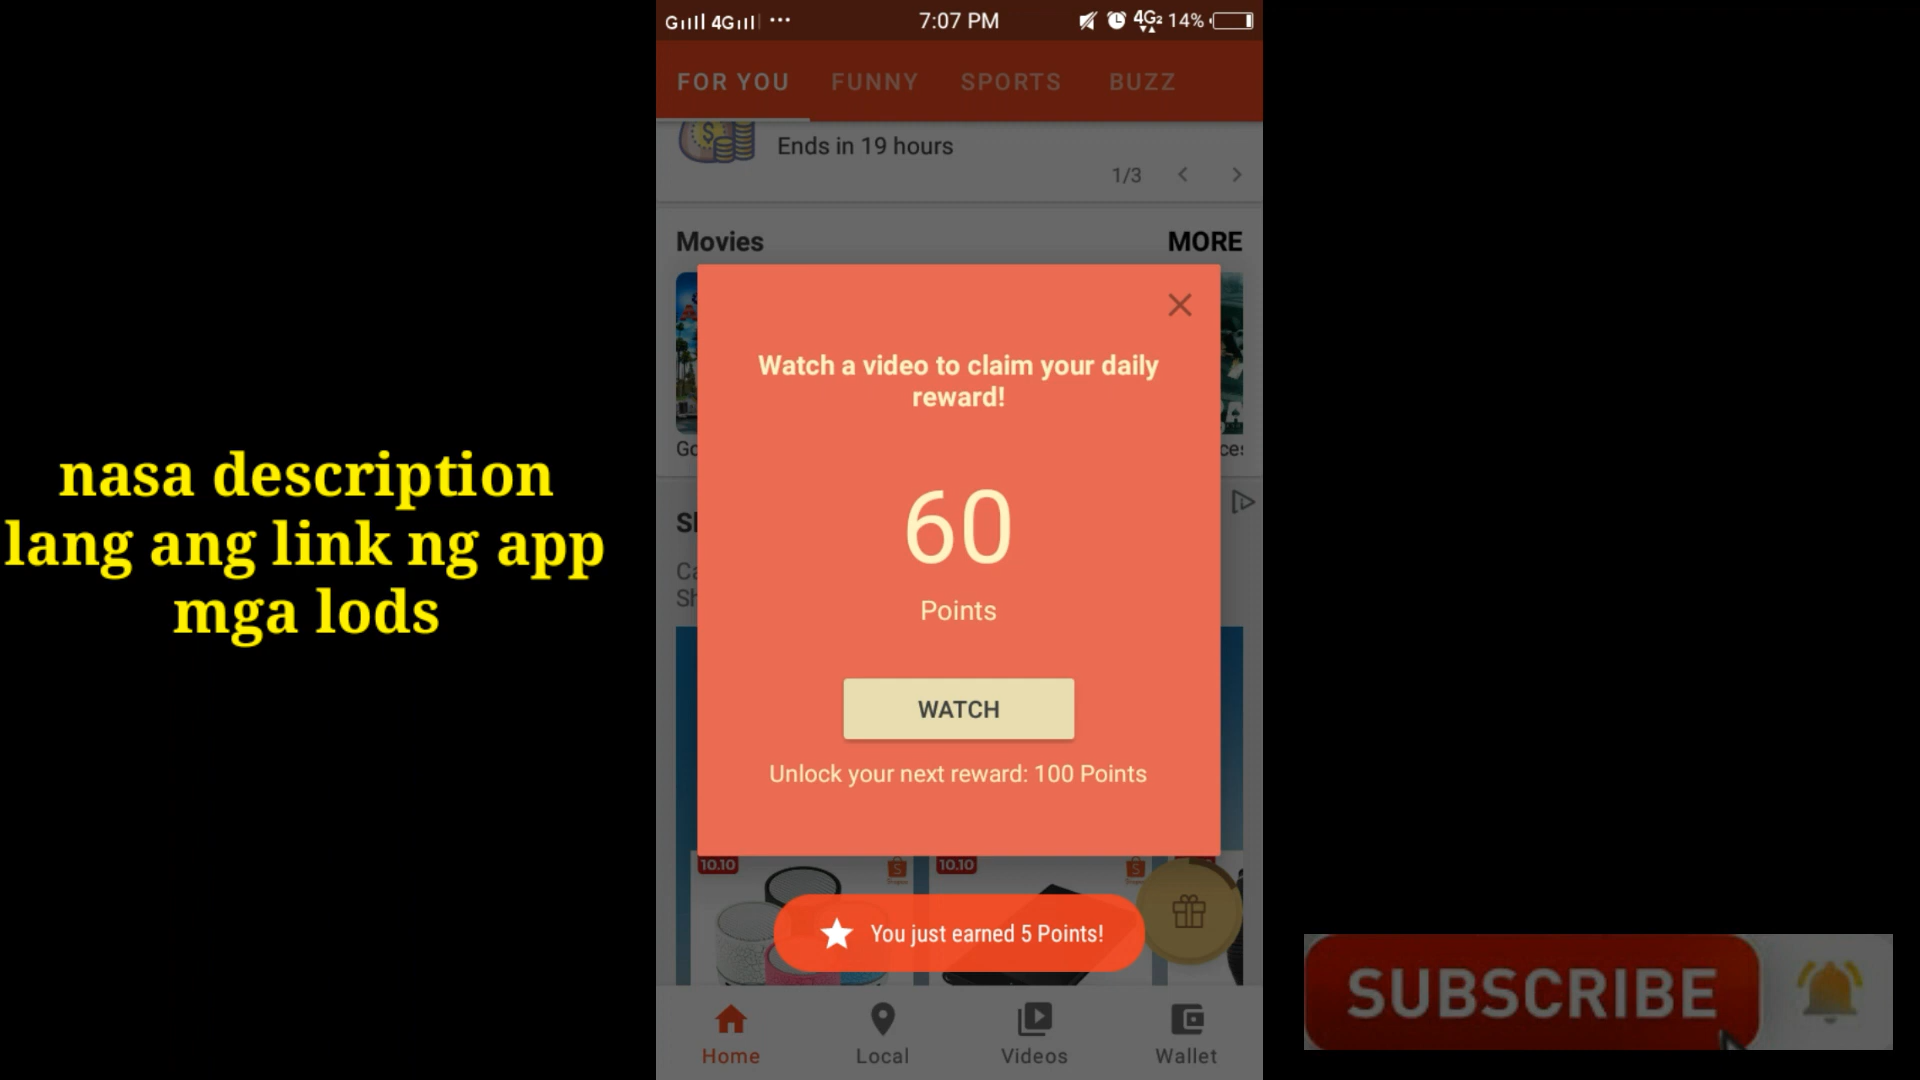 G 4G ... 7:07 PM 4G2 14%
FOR YOU FUNNY SPORTS BUZZ
Ends in 19 hours
1/3
Movies MORE
Watch a video to claim your daily
reward!
60
Points
WATCH
Unlock your next reward: 100 Points
nasa description
lang ang link ng app
mga lods
10.10 10.10
You just earned 5 Points!
Home Local Videos Wallet
SUBSCRIBE